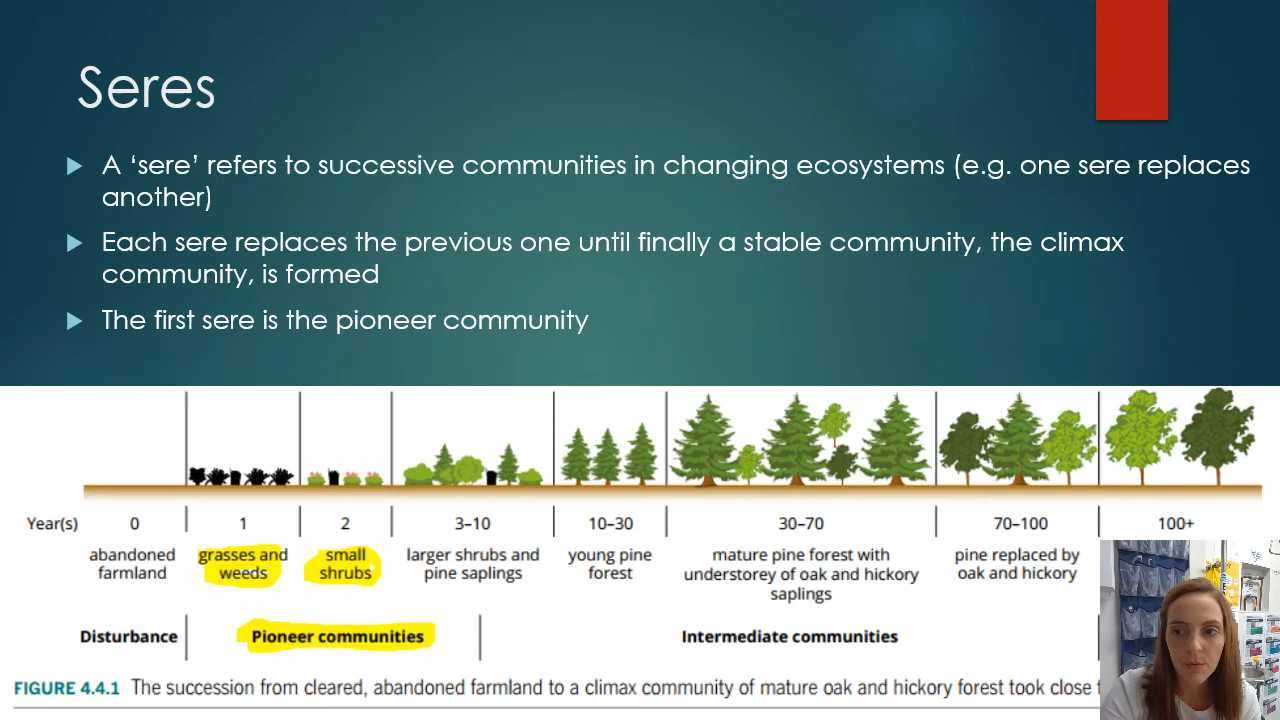 Seres
A ‘sere’ refers to successive communities in changing ecosystems (e.g. one sere replaces
another)
Each sere replaces the previous one until finally a stable community, the climax
community, is formed
The first sere is the pioneer community
Year(s) 0 1 2 3–10 10–30 30–70 70–100 100+
abandoned farmland
grasses and weeds
small shrubs
larger shrubs and pine saplings
young pine forest
mature pine forest with understorey of oak and hickory saplings
pine replaced by oak and hickory
Disturbance Pioneer communities Intermediate communities
FIGURE 4.4.1 The succession from cleared, abandoned farmland to a climax community of mature oak and hickory forest took close